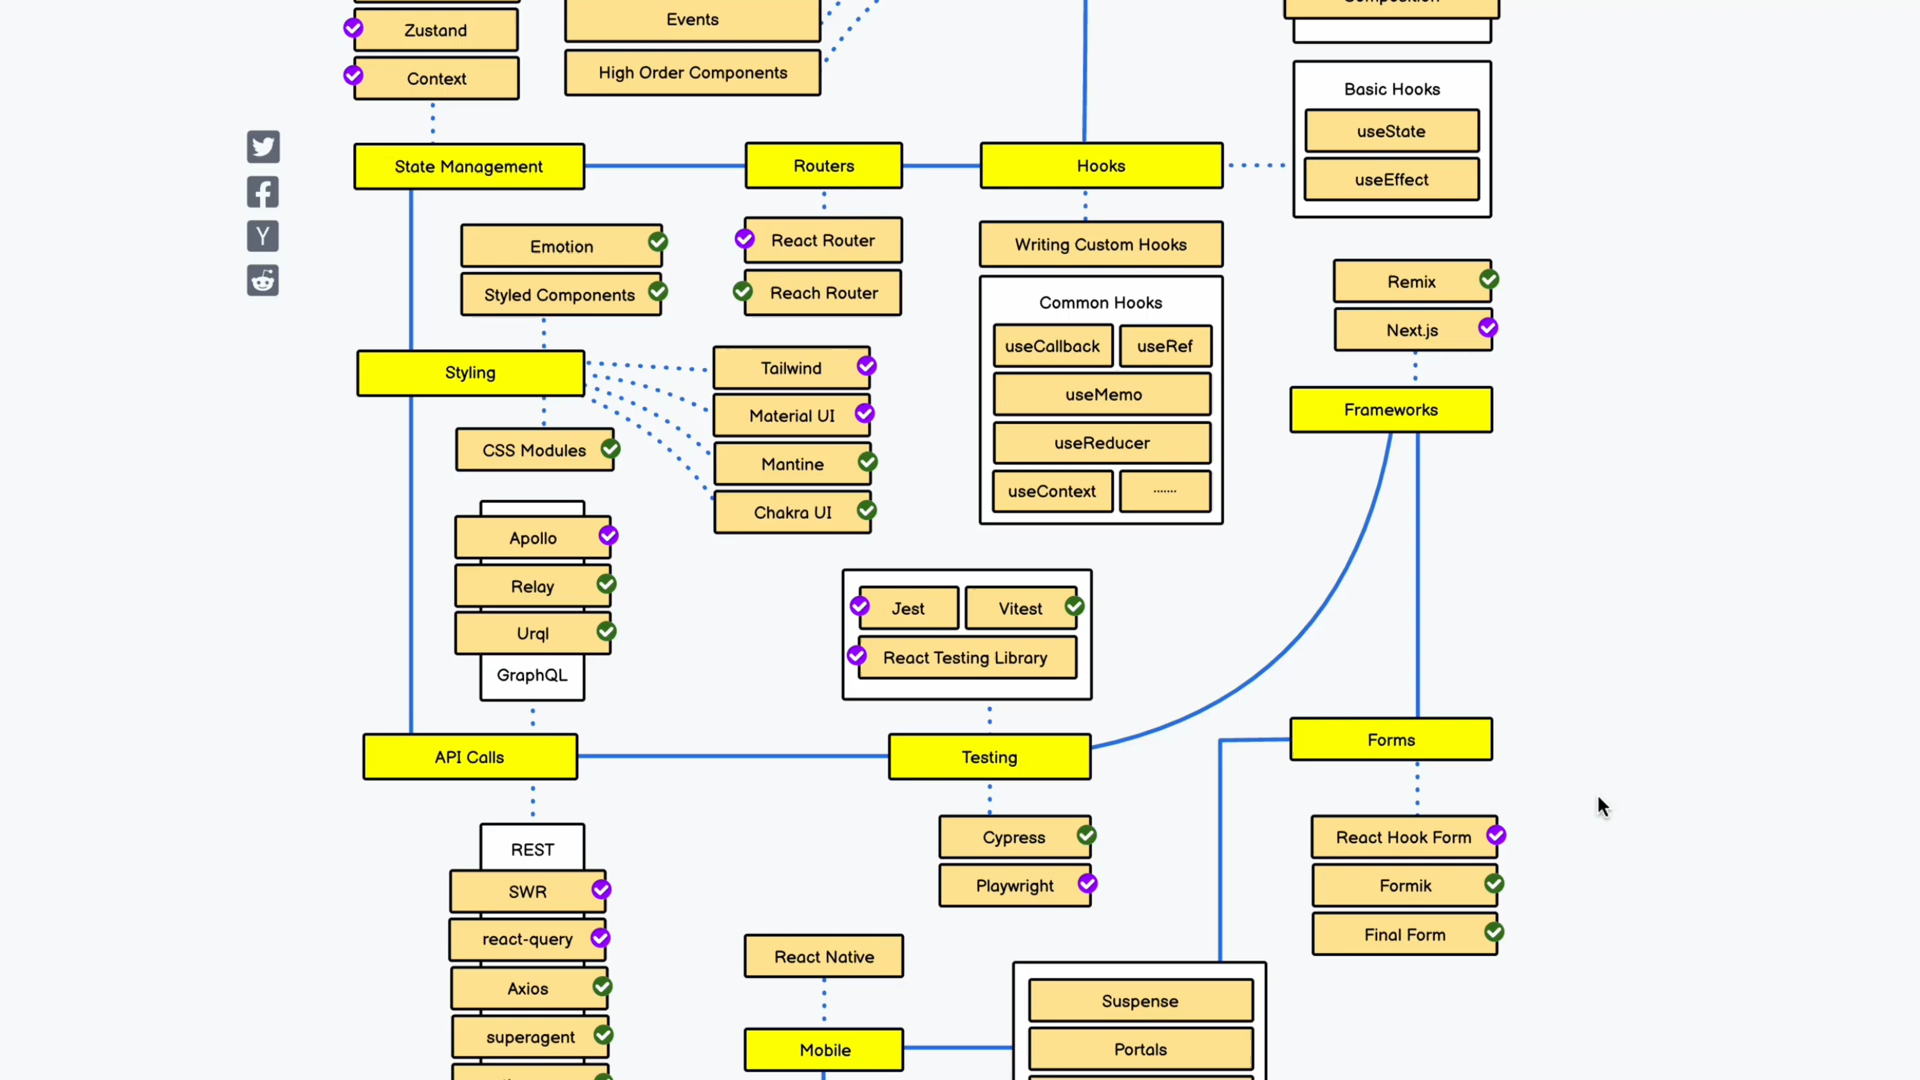 Zustand
Context
Events
High Order Components
Composition
Basic Hooks
useState
useEffect
State Management
Routers
Hooks
Emotion
Styled Components
React Router
Reach Router
Writing Custom Hooks
Common Hooks
useCallback
useRef
useMemo
useReducer
useContext
.......
Remix
Next.js
Styling
Tailwind
Material UI
Mantine
Chakra UI
CSS Modules
Frameworks
Apollo
Relay
Urql
GraphQL
Jest
Vitest
React Testing Library
API Calls
Testing
Forms
REST
SWR
react-query
Axios
superagent
Cypress
Playwright
React Hook Form
Formik
Final Form
React Native
Mobile
Suspense
Portals
Y